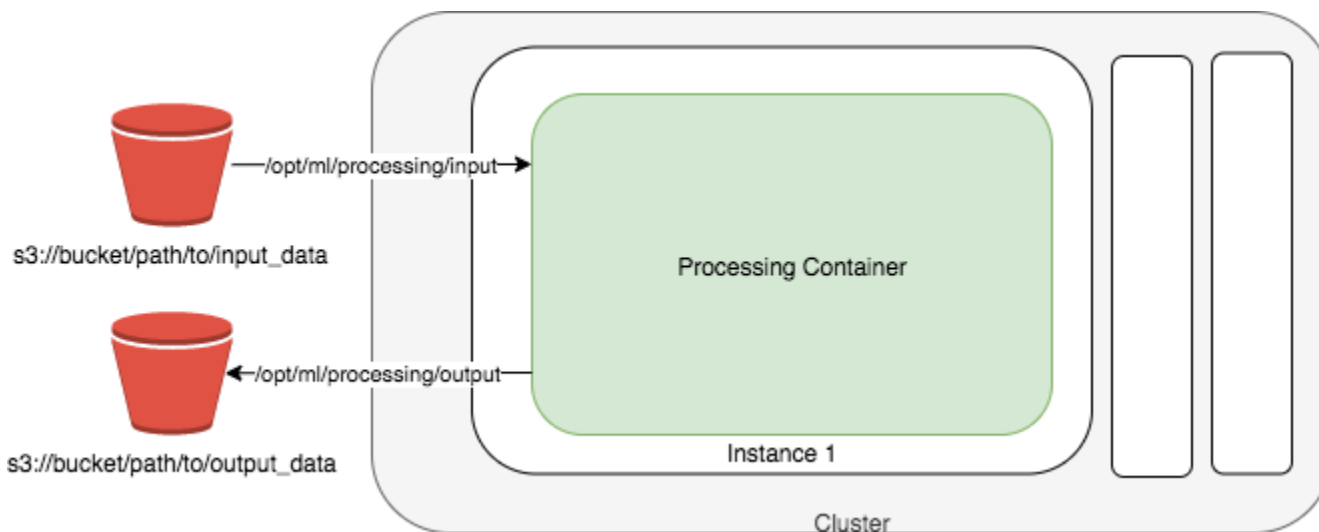 /opt/ml/processing/input
s3://bucket/path/to/input_data
Processing Container
/opt/ml/processing/output
s3://bucket/path/to/output_data
Instance 1
Cluster